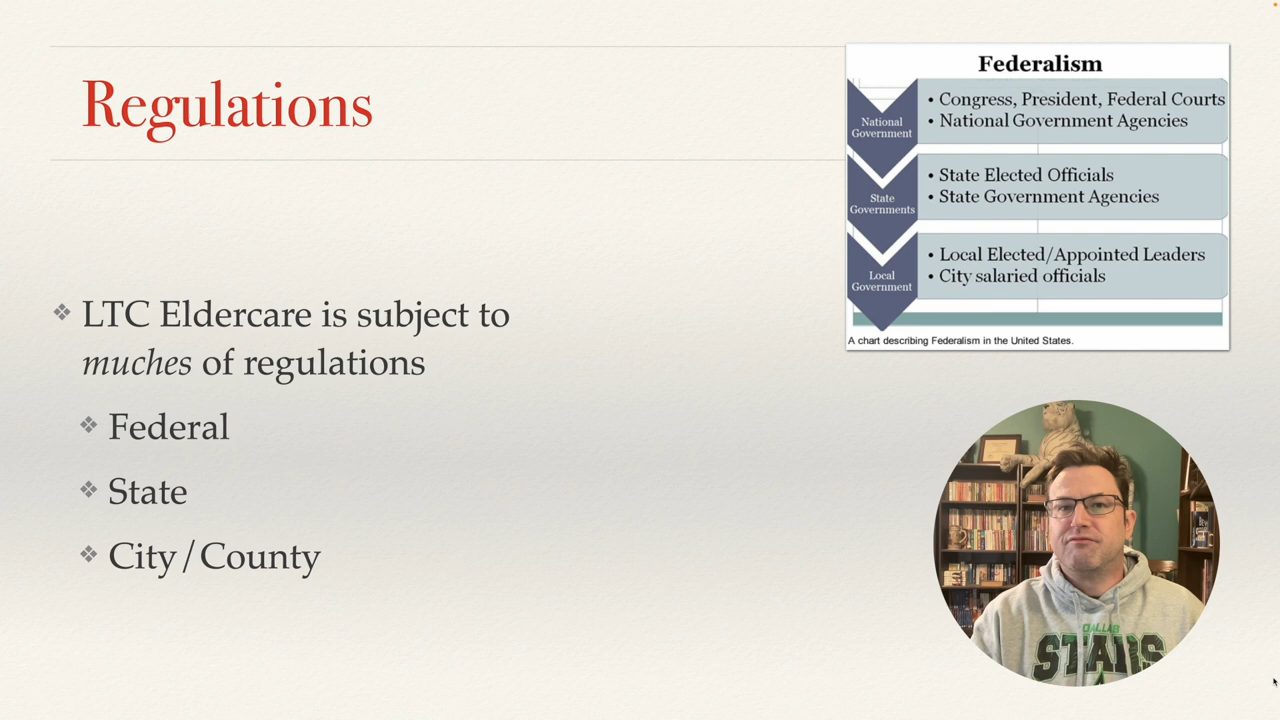 Regulations
LTC Eldercare is subject to
muches of regulations
Federal
State
City/County
Federalism
National
Government
• Congress, President, Federal Courts
• National Government Agencies
State
Governments
• State Elected Officials
• State Government Agencies
Local
Government
• Local Elected/Appointed Leaders
• City salaried officials
A chart describing Federalism in the United States.
DALLAS
STARS